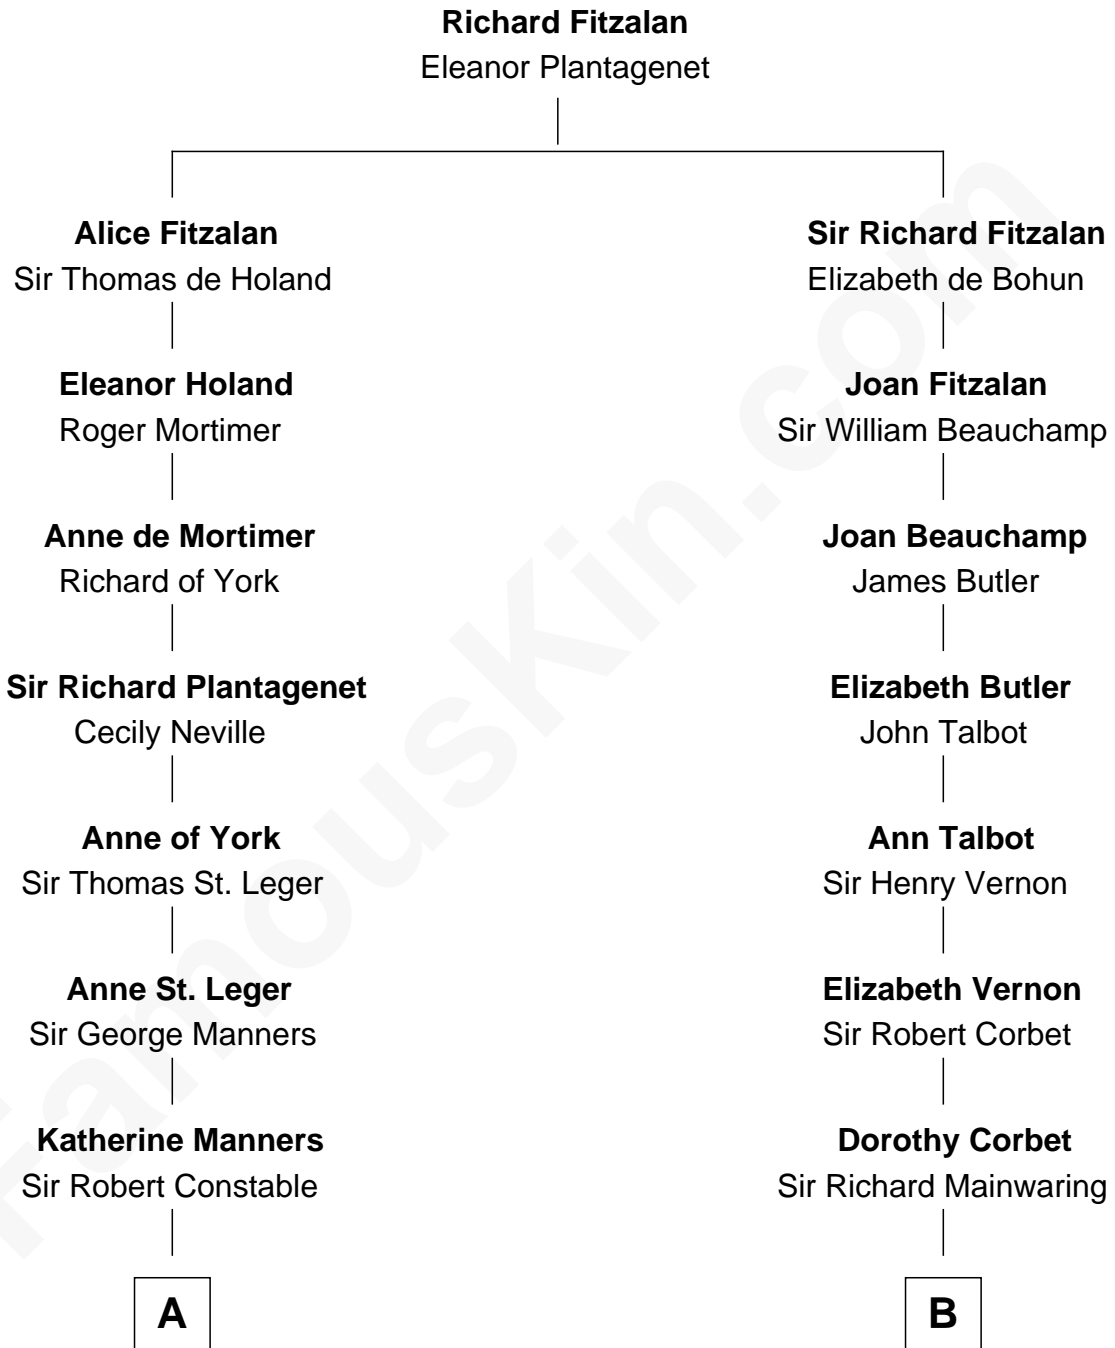 Richard Fitzalan
Eleanor Plantagenet
Alice Fitzalan
Sir Thomas de Holand
Sir Richard Fitzalan
Elizabeth de Bohun
Eleanor Holand
Roger Mortimer
Joan Fitzalan
Sir William Beauchamp
Anne de Mortimer
Richard of York
Joan Beauchamp
James Butler
Sir Richard Plantagenet
Cecily Neville
Elizabeth Butler
John Talbot
Anne of York
Sir Thomas St. Leger
Ann Talbot
Sir Henry Vernon
Anne St. Leger
Sir George Manners
Elizabeth Vernon
Sir Robert Corbet
Katherine Manners
Sir Robert Constable
Dorothy Corbet
Sir Richard Mainwaring
A
B
FamousKin.com